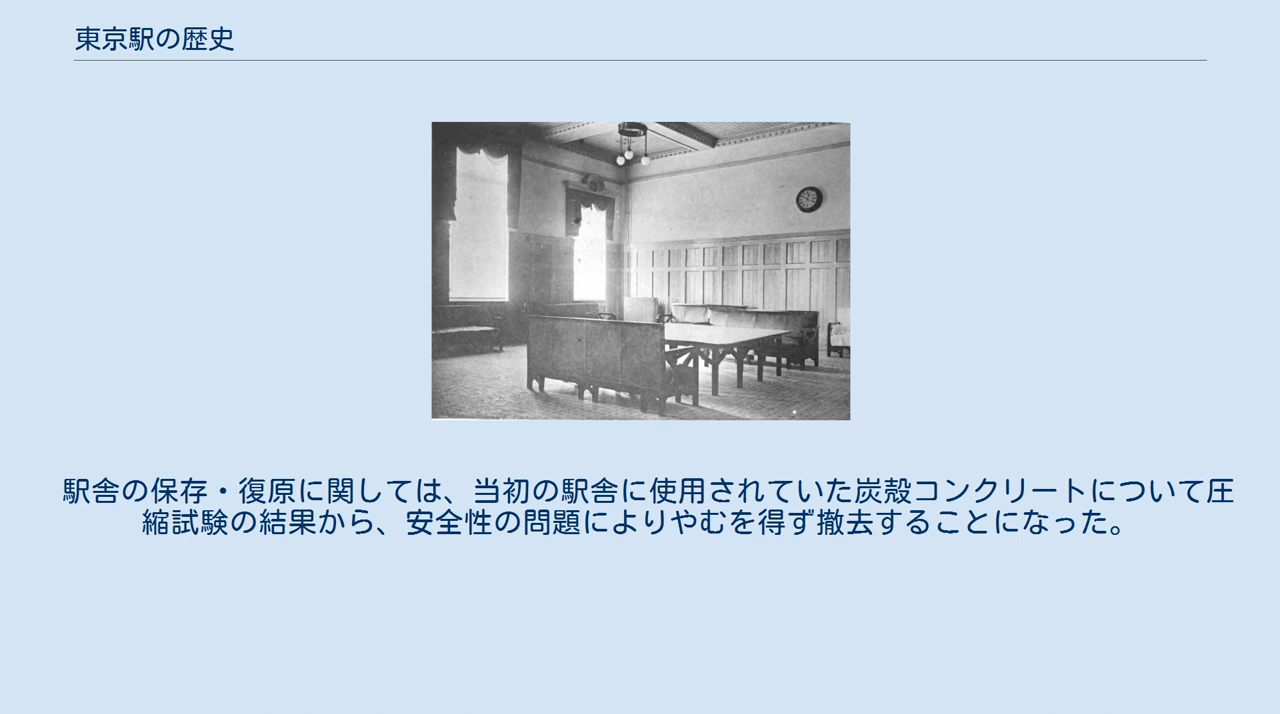 東京駅の歴史
駅舎の保存・復原に関しては、当初の駅舎に使用されていた炭殻コンクリートについて圧
縮試験の結果から、安全性の問題によりやむを得ず撤去することになった。